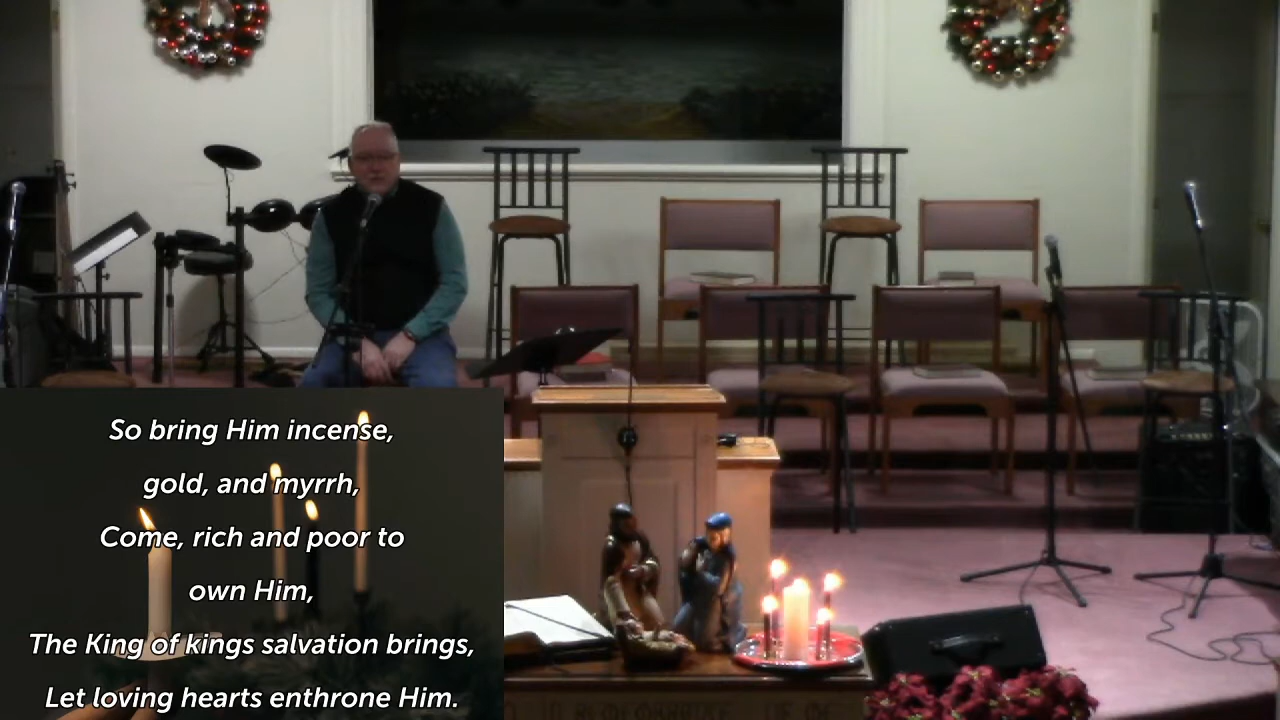 So bring Him incense,
gold, and myrrh,
Come, rich and poor to
own Him,
The King of kings salvation brings,
Let loving hearts enthrone Him.